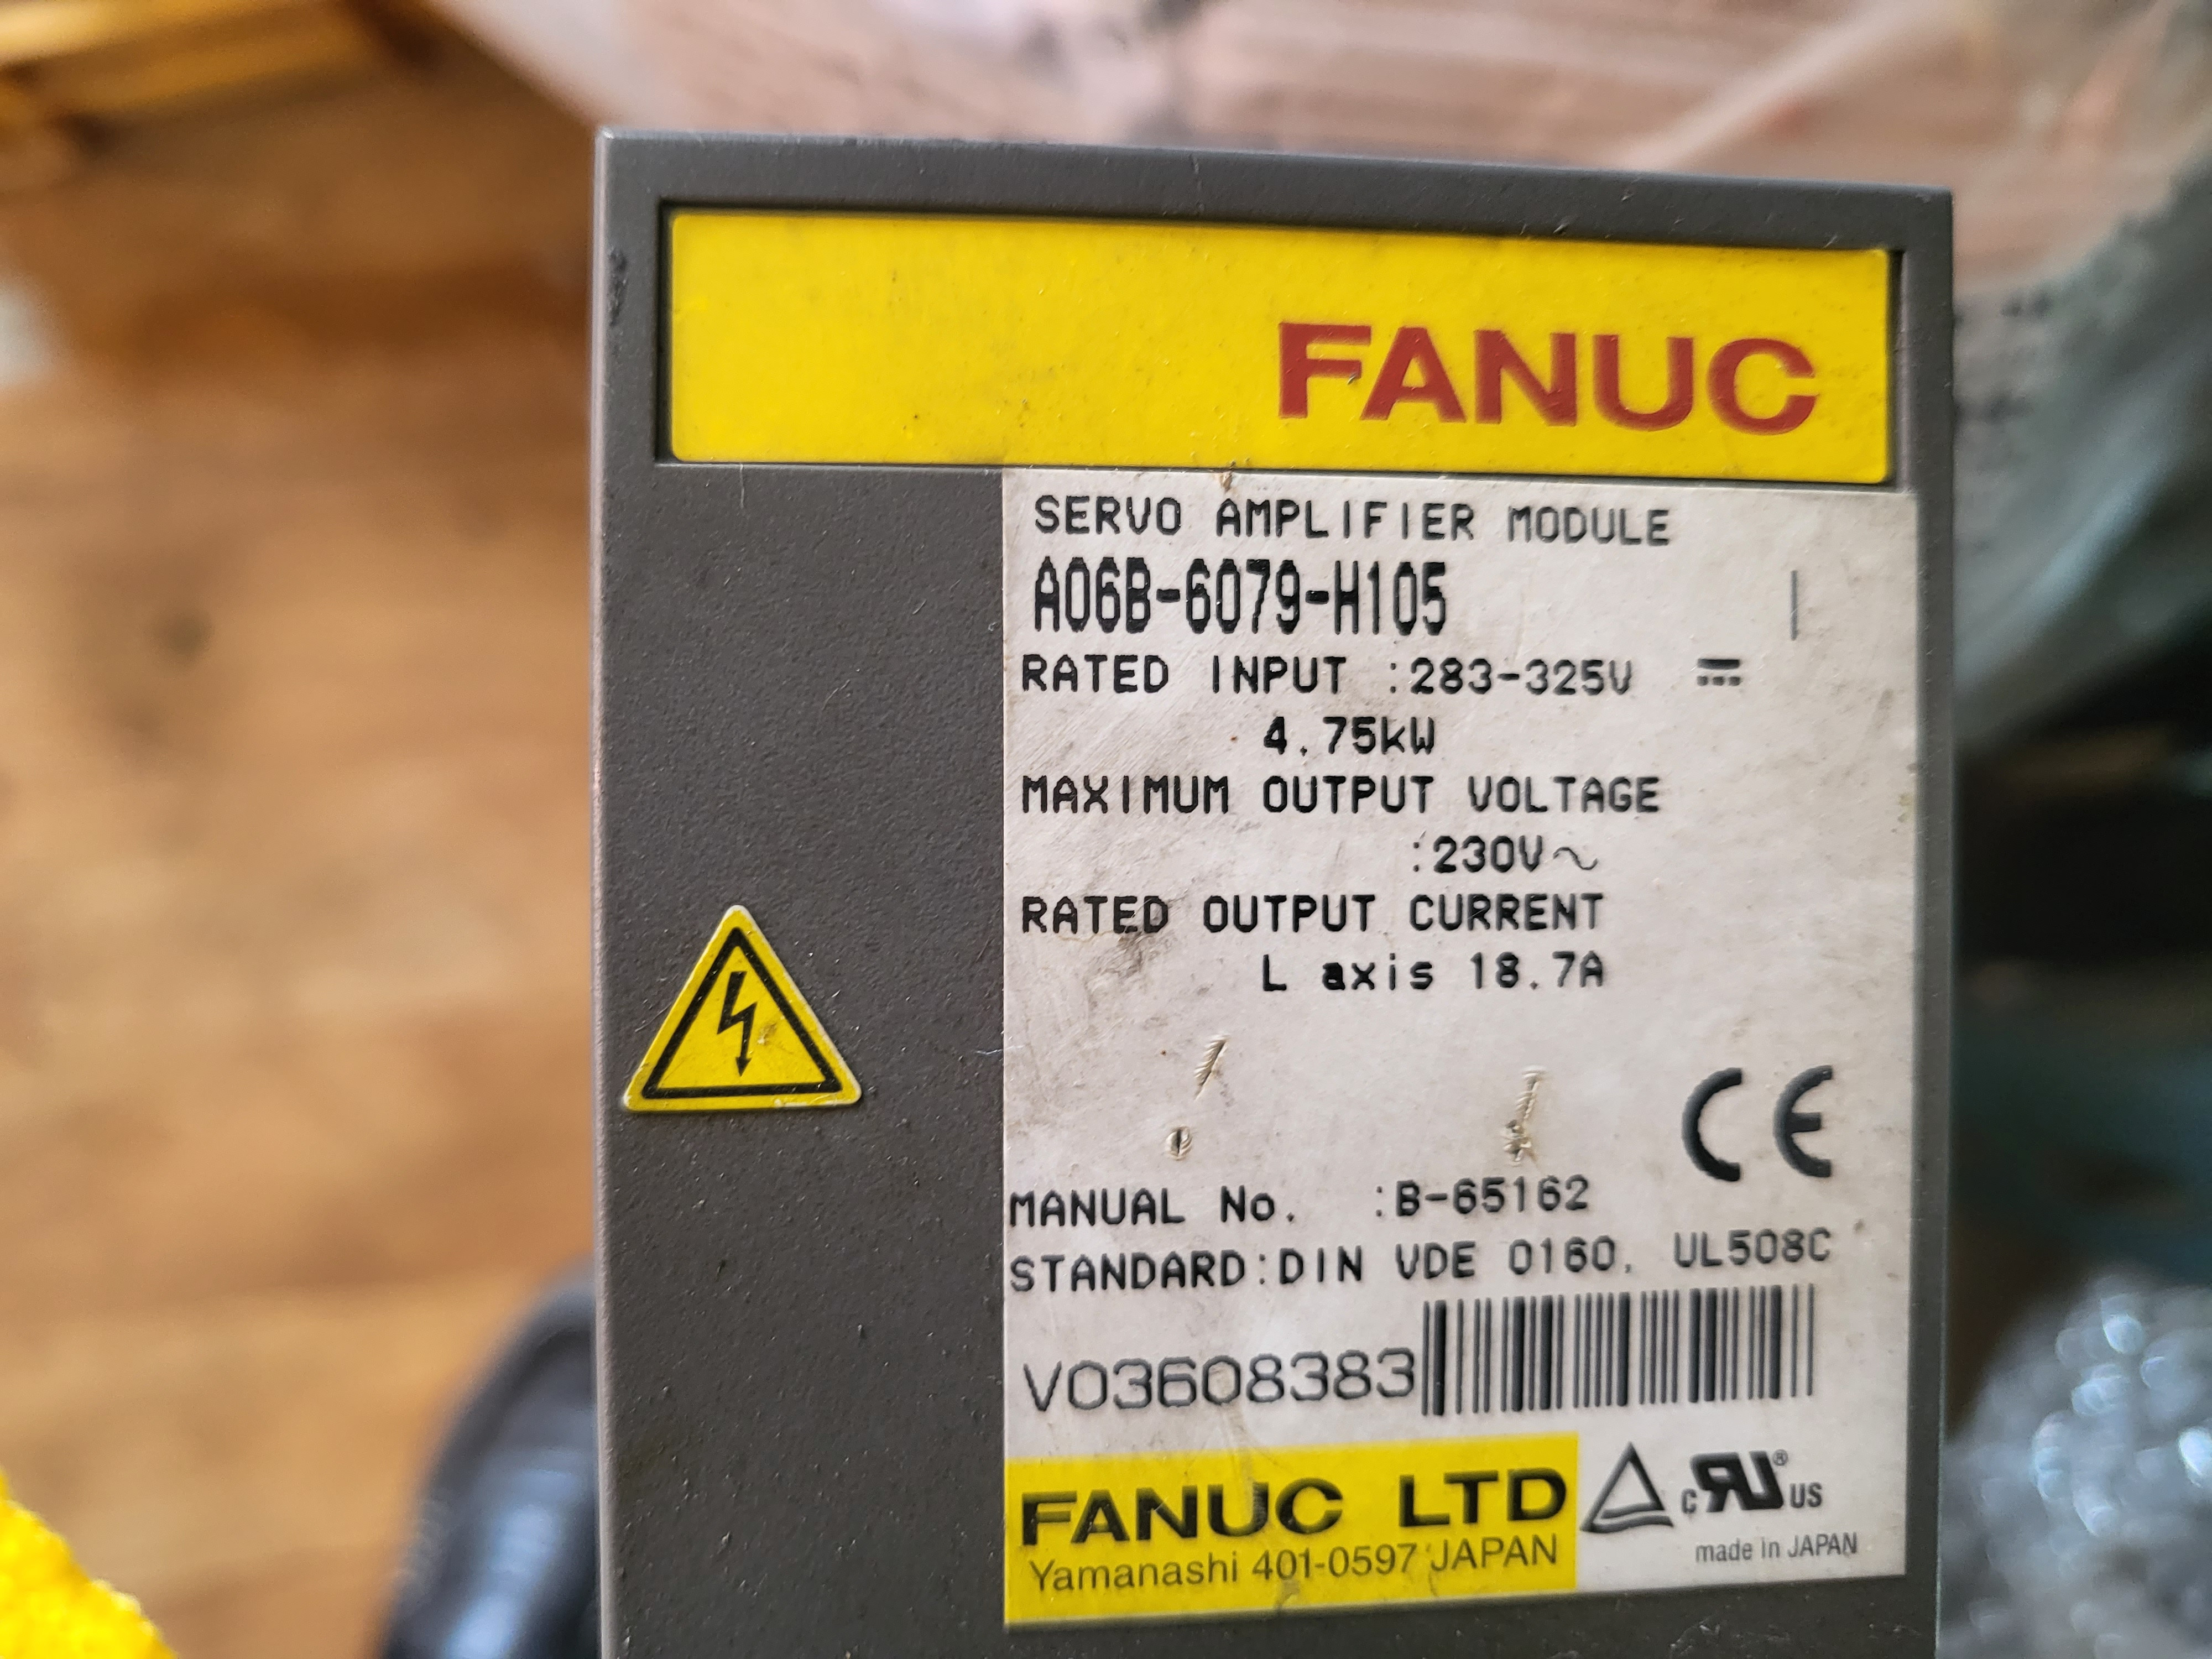 FANUC
SERVO AMPLIFIER MODULE
A06B-6079-H105
RATED INPUT :283-325V ⎓
4.75kW
MAXIMUM OUTPUT VOLTAGE
:230V~
RATED OUTPUT CURRENT
L axis 18.7A
CE
MANUAL No. :B-65162
STANDARD:DIN VDE 0160, UL508C
V03608383
FANUC LTD
Yamanashi 401-0597 JAPAN
c RU ® US
made in JAPAN